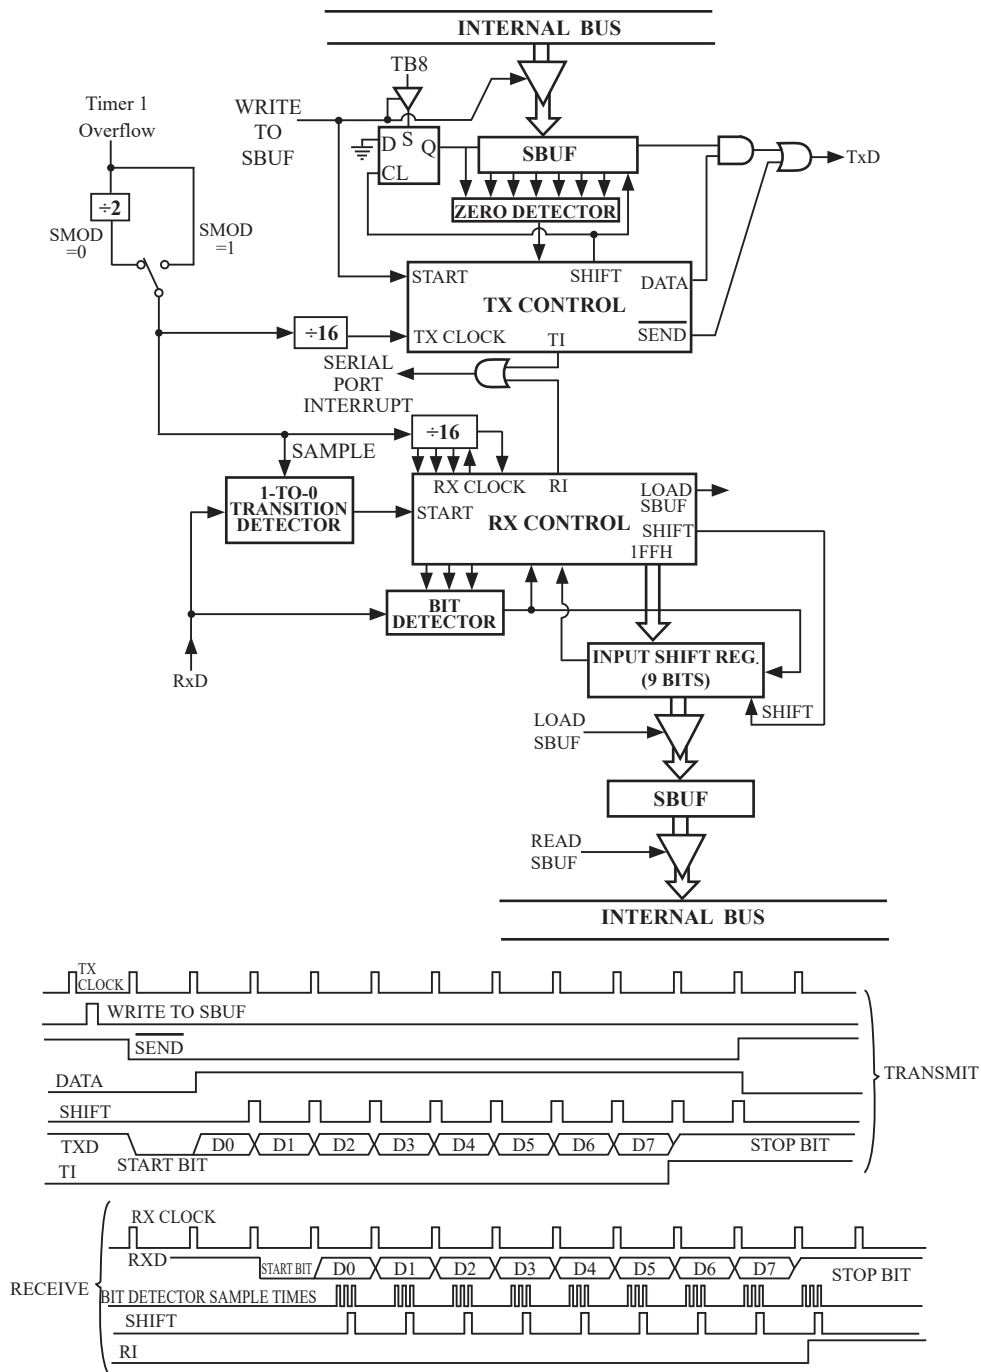 INTERNAL BUS
TB8
Timer 1
Overflow
WRITE
TO
SBUF
D S Q
CL
SBUF
TxD
÷2
ZERO DETECTOR
SMOD
=0
SMOD
=1
START
SHIFT
DATA
TX CONTROL
÷16
TX CLOCK
TI
SEND
SERIAL
PORT
INTERRUPT
÷16
SAMPLE
RX CLOCK
RI
LOAD
SBUF
1-TO-0
TRANSITION
DETECTOR
START
RX CONTROL
SHIFT
1FFH
BIT
DETECTOR
RxD
INPUT SHIFT REG.
(9 BITS)
SHIFT
LOAD
SBUF
SBUF
READ
SBUF
INTERNAL BUS
TX
CLOCK
WRITE TO SBUF
SEND
DATA
TRANSMIT
SHIFT
TXD
D0 D1 D2 D3 D4 D5 D6 D7
STOP BIT
START BIT
TI
RX CLOCK
RXD
START BIT D0 D1 D2 D3 D4 D5 D6 D7
STOP BIT
RECEIVE
BIT DETECTOR SAMPLE TIMES
SHIFT
RI